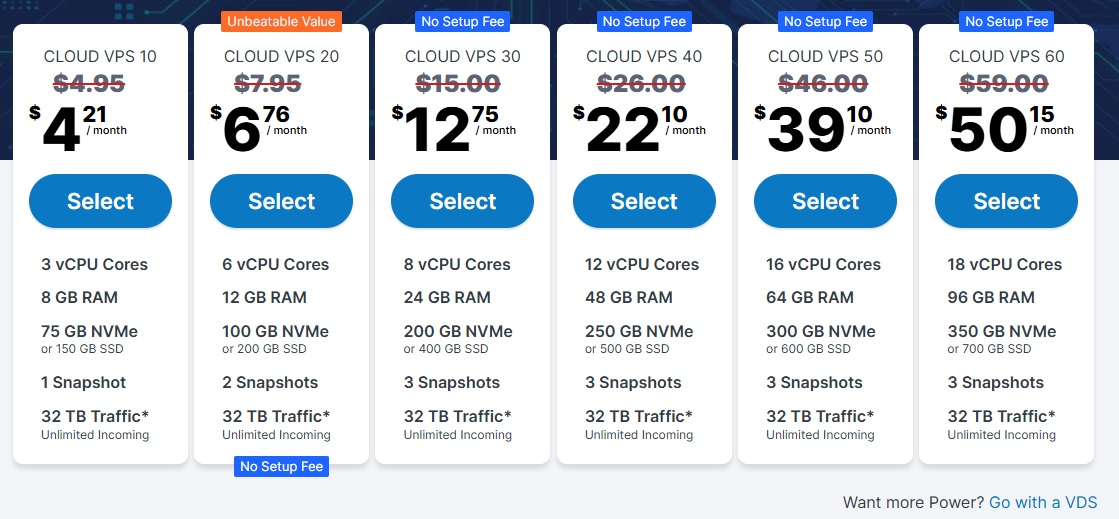 CLOUD VPS 10
$4.95
$4 21 / month
Select
3 vCPU Cores
8 GB RAM
75 GB NVMe
or 150 GB SSD
1 Snapshot
32 TB Traffic*
Unlimited Incoming
Unbeatable Value
CLOUD VPS 20
$7.95
$6 76 / month
Select
6 vCPU Cores
12 GB RAM
100 GB NVMe
or 200 GB SSD
2 Snapshots
32 TB Traffic*
Unlimited Incoming
No Setup Fee
No Setup Fee
CLOUD VPS 30
$15.00
$12 75 / month
Select
8 vCPU Cores
24 GB RAM
200 GB NVMe
or 400 GB SSD
3 Snapshots
32 TB Traffic*
Unlimited Incoming
No Setup Fee
CLOUD VPS 40
$26.00
$22 10 / month
Select
12 vCPU Cores
48 GB RAM
250 GB NVMe
or 500 GB SSD
3 Snapshots
32 TB Traffic*
Unlimited Incoming
No Setup Fee
CLOUD VPS 50
$46.00
$39 10 / month
Select
16 vCPU Cores
64 GB RAM
300 GB NVMe
or 600 GB SSD
3 Snapshots
32 TB Traffic*
Unlimited Incoming
No Setup Fee
CLOUD VPS 60
$59.00
$50 15 / month
Select
18 vCPU Cores
96 GB RAM
350 GB NVMe
or 700 GB SSD
3 Snapshots
32 TB Traffic*
Unlimited Incoming
Want more Power? Go with a VDS